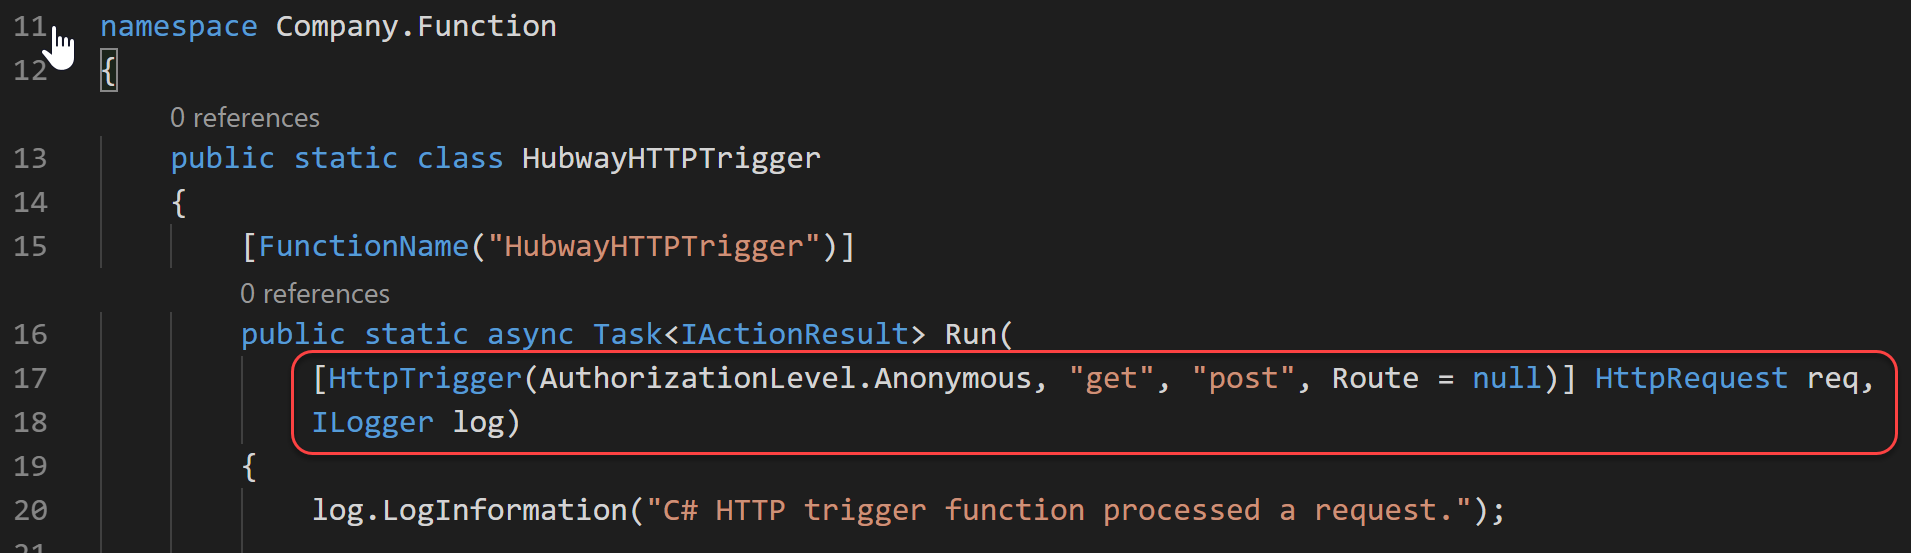 11 namespace Company.Function
12 {
0 references
13 public static class HubwayHTTPTrigger
14 {
15 [FunctionName("HubwayHTTPTrigger")]
0 references
16 public static async Task<IActionResult> Run(
17 [HttpTrigger(AuthorizationLevel.Anonymous, "get", "post", Route = null)] HttpRequest req,
18 ILogger log)
19 {
20 log.LogInformation("C# HTTP trigger function processed a request.");
21